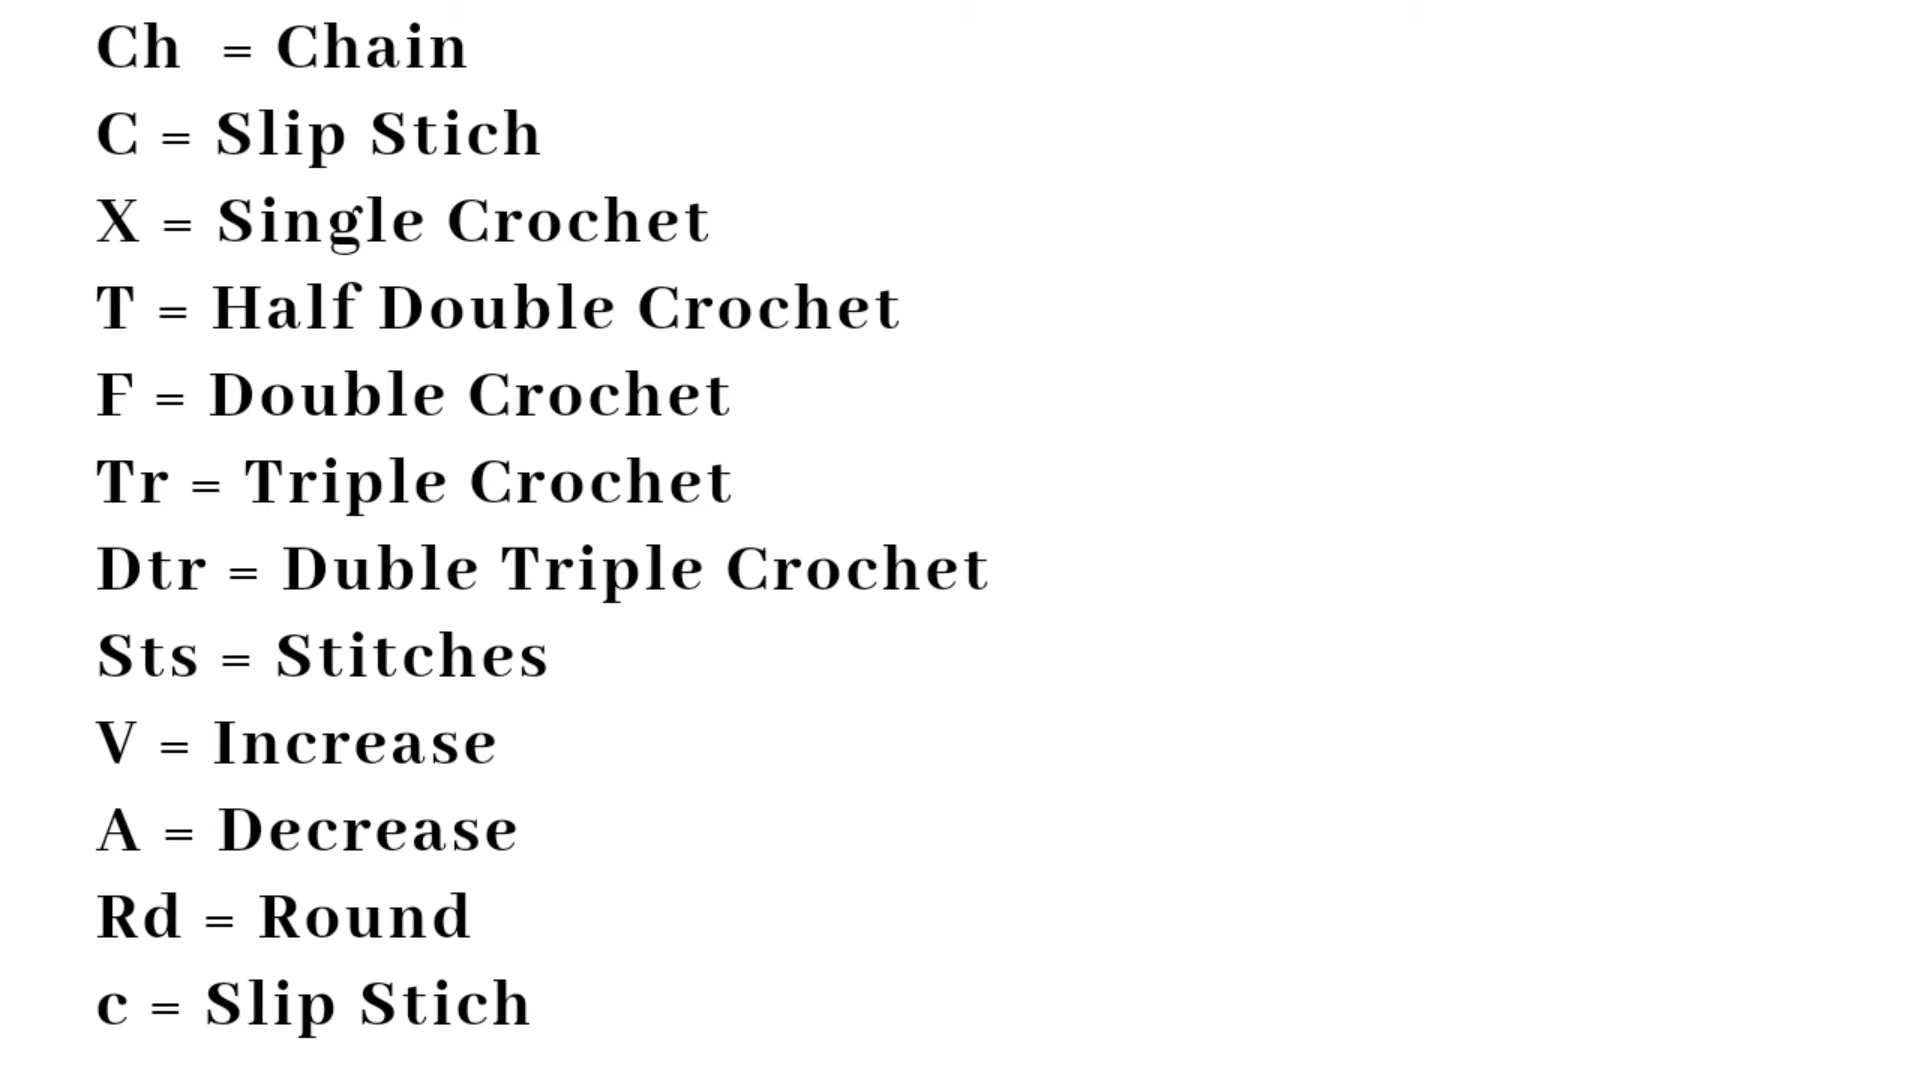 Ch = Chain
C = Slip Stich
X = Single Crochet
T = Half Double Crochet
F = Double Crochet
Tr = Triple Crochet
Dtr = Duble Triple Crochet
Sts = Stitches
V = Increase
A = Decrease
Rd = Round
c = Slip Stich